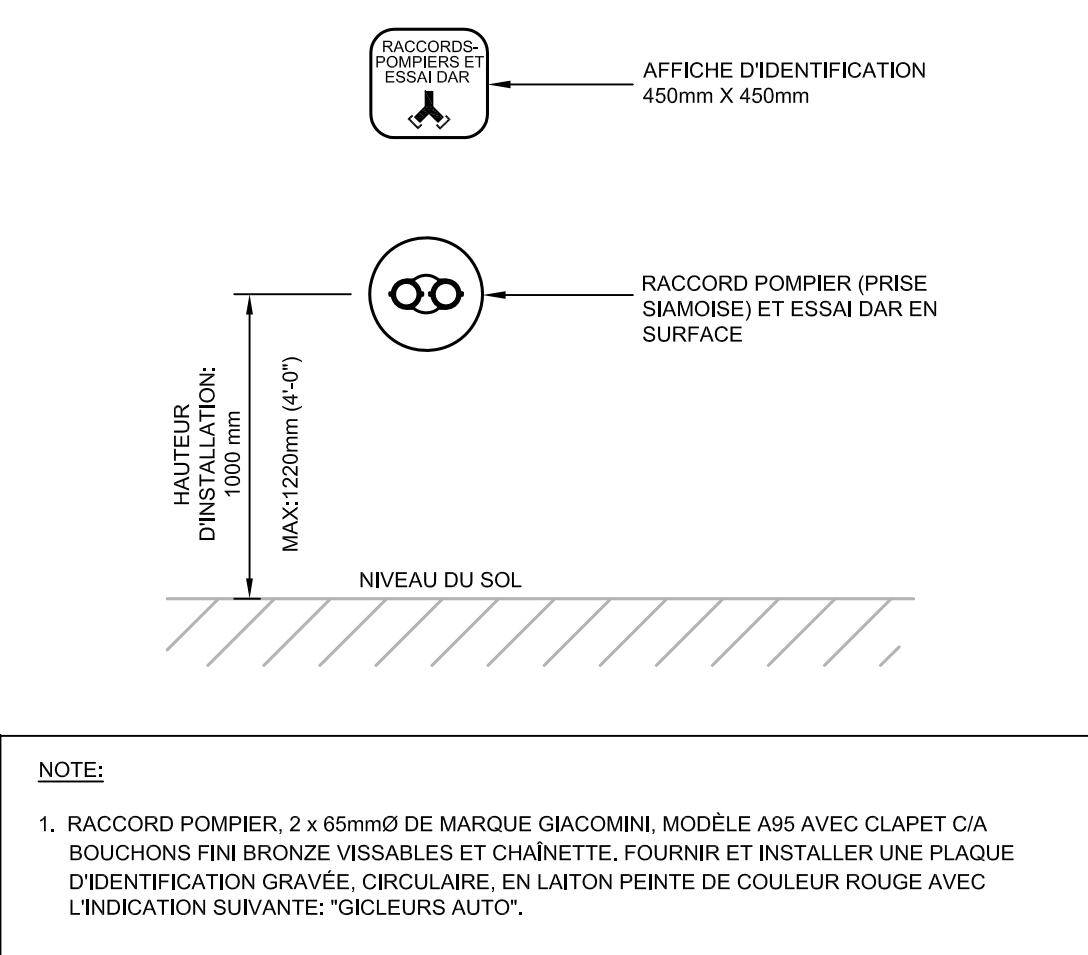 RACCORDS-
POMPIERS ET
ESSAI DAR
AFFICHE D'IDENTIFICATION
450mm X 450mm
RACCORD POMPIER (PRISE
SIAMOISE) ET ESSAI DAR EN
SURFACE
HAUTEUR
D'INSTALLATION:
1000 mm
MAX:1220mm (4'-0")
NIVEAU DU SOL
NOTE:
1. RACCORD POMPIER, 2 x 65mmØ DE MARQUE GIACOMINI, MODÈLE A95 AVEC CLAPET C/A
BOUCHONS FINI BRONZE VISSABLES ET CHAÎNETTE. FOURNIR ET INSTALLER UNE PLAQUE
D'IDENTIFICATION GRAVÉE, CIRCULAIRE, EN LAITON PEINTE DE COULEUR ROUGE AVEC
L'INDICATION SUIVANTE: "GICLEURS AUTO".